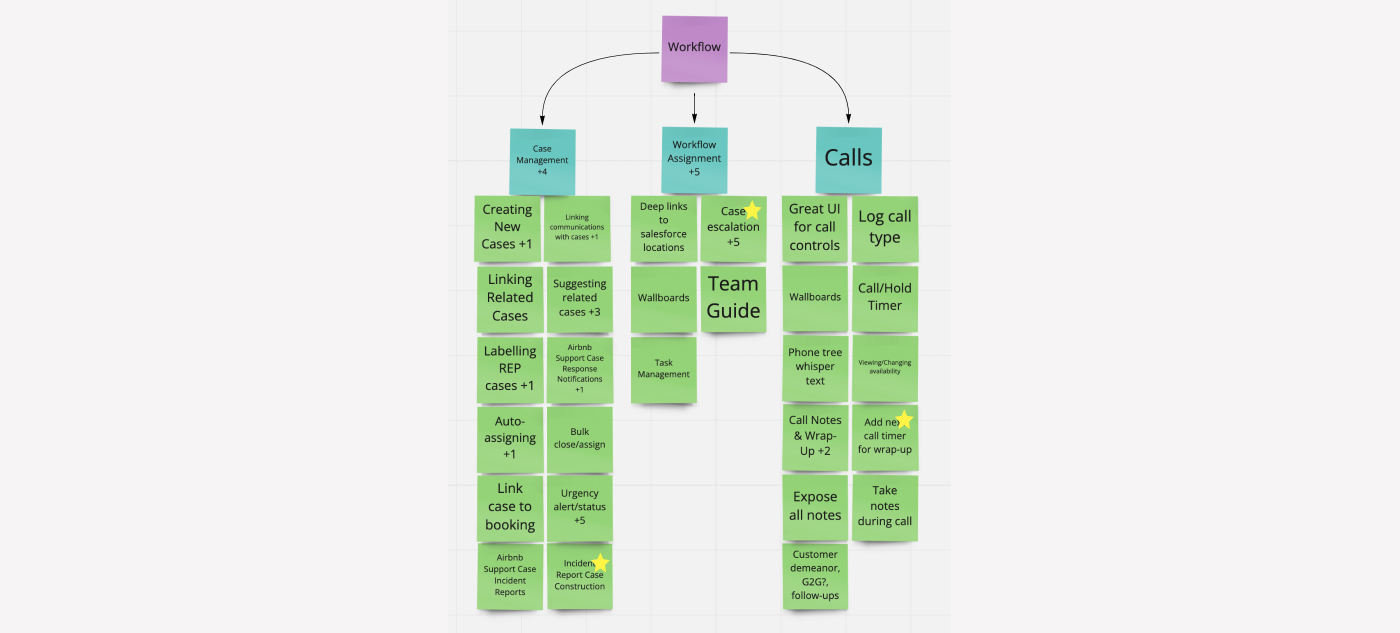 Workflow
Case
Management
+4
Workflow
Assignment
+5
Calls
Creating
New
Cases +1
Linking
communications
with cases +1
Linking
Related
Cases
Suggesting
related
cases +3
Labelling
REP
cases +1
Airbnb
Support Case
Response
Notifications
+1
Auto-
assigning
+1
Bulk
close/assign
Link
case to
booking
Urgency
alert/status
+5
Airbnb
Support Case
Incident
Reports
Incident
Report Case
Construction
Deep links
to
salesforce
locations
Case
escalation
+5
Wallboards
Team
Guide
Task
Management
Great UI
for call
controls
Log call
type
Wallboards
Call/Hold
Timer
Phone tree
whisper
text
Viewing/Changing
availability
Call Notes
& Wrap-
Up +2
Add new
call timer
for wrap-up
Expose
all notes
Take
notes
during call
Customer
demeanor,
G2G?,
follow-ups